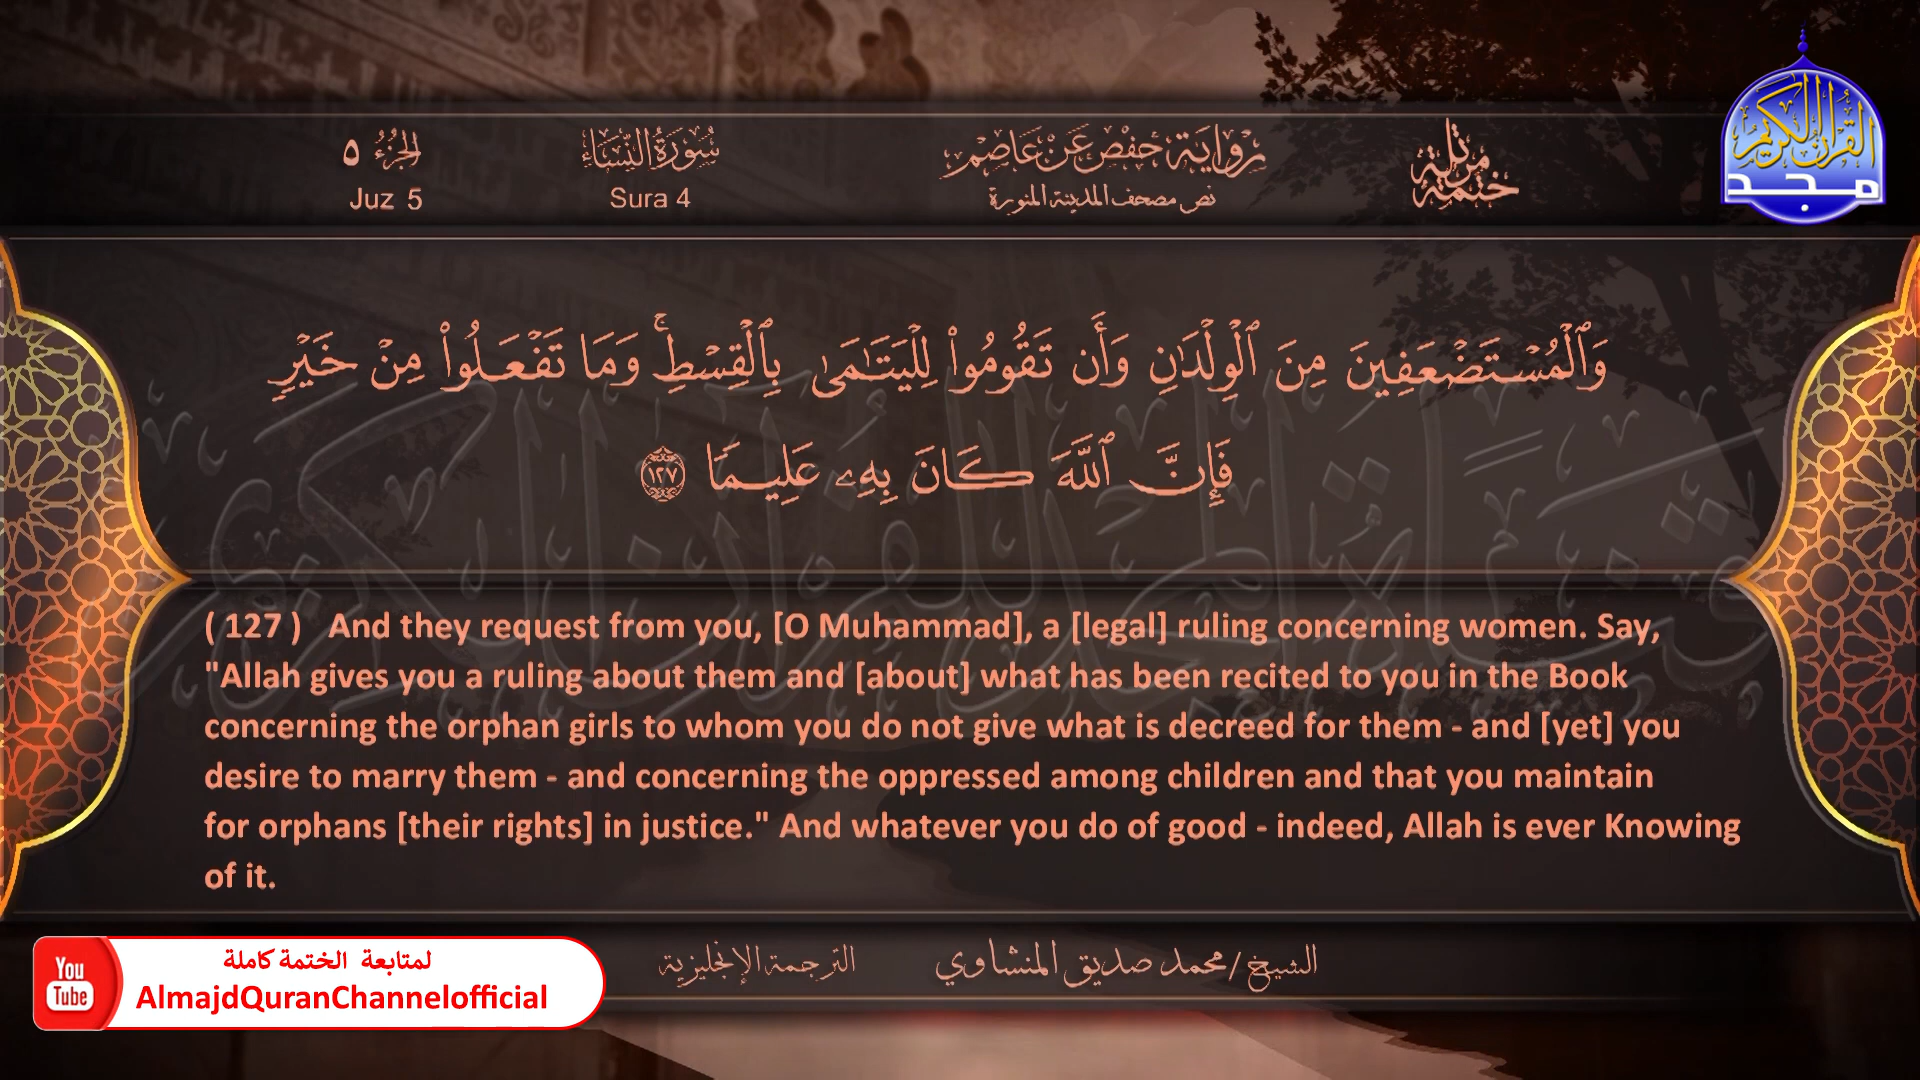 ختمة مرتلة
رواية حفص عن عاصم
نص مصحف المدينة المنورة
سُورَةُ النِّسَاء
Sura 4
الجُزْءُ ٥
Juz 5
القرآن الكريم
مجد
وَٱلۡمُسۡتَضۡعَفِينَ مِنَ ٱلۡوِلۡدَٰنِ وَأَن تَقُومُواْ لِلۡيَتَٰمَىٰ بِٱلۡقِسۡطِۚ وَمَا تَفۡعَلُواْ مِنۡ خَيۡرٖ
فَإِنَّ ٱللَّهَ كَانَ بِهِۦ عَلِيمٗا ١٢٧
( 127 ) And they request from you, [O Muhammad], a [legal] ruling concerning women. Say,
"Allah gives you a ruling about them and [about] what has been recited to you in the Book
concerning the orphan girls to whom you do not give what is decreed for them - and [yet] you
desire to marry them - and concerning the oppressed among children and that you maintain
for orphans [their rights] in justice." And whatever you do of good - indeed, Allah is ever Knowing
of it.
الشيخ / محمد صديق المنشاوي
الترجمة الإنجليزية
You
Tube
لمتابعة الختمة كاملة
AlmajdQuranChannelofficial